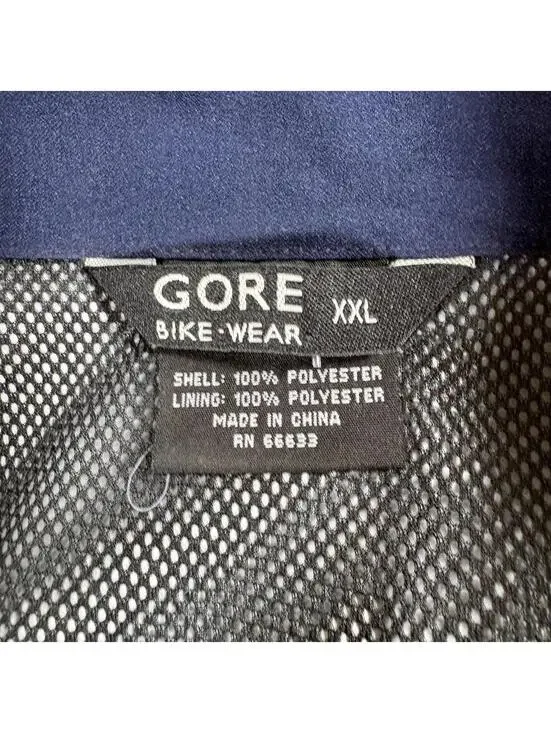 GORE
BIKE·WEAR
XXL
SHELL: 100% POLYESTER
LINING: 100% POLYESTER
MADE IN CHINA
RN 66633